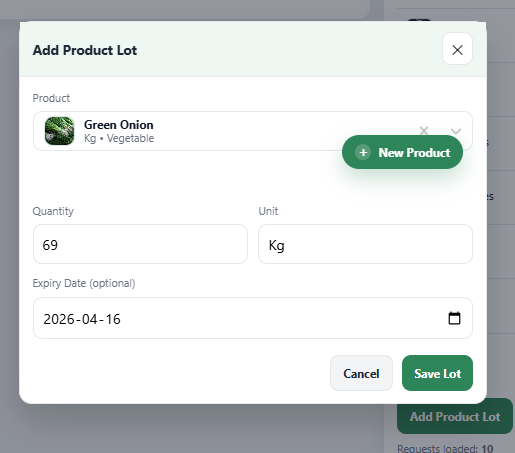 Add Product Lot
Product
Green Onion
Kg • Vegetable
+ New Product
Quantity
Unit
69
Kg
Expiry Date (optional)
2026-04-16
Cancel
Save Lot
es
Add Product Lot
Requests loaded: 10